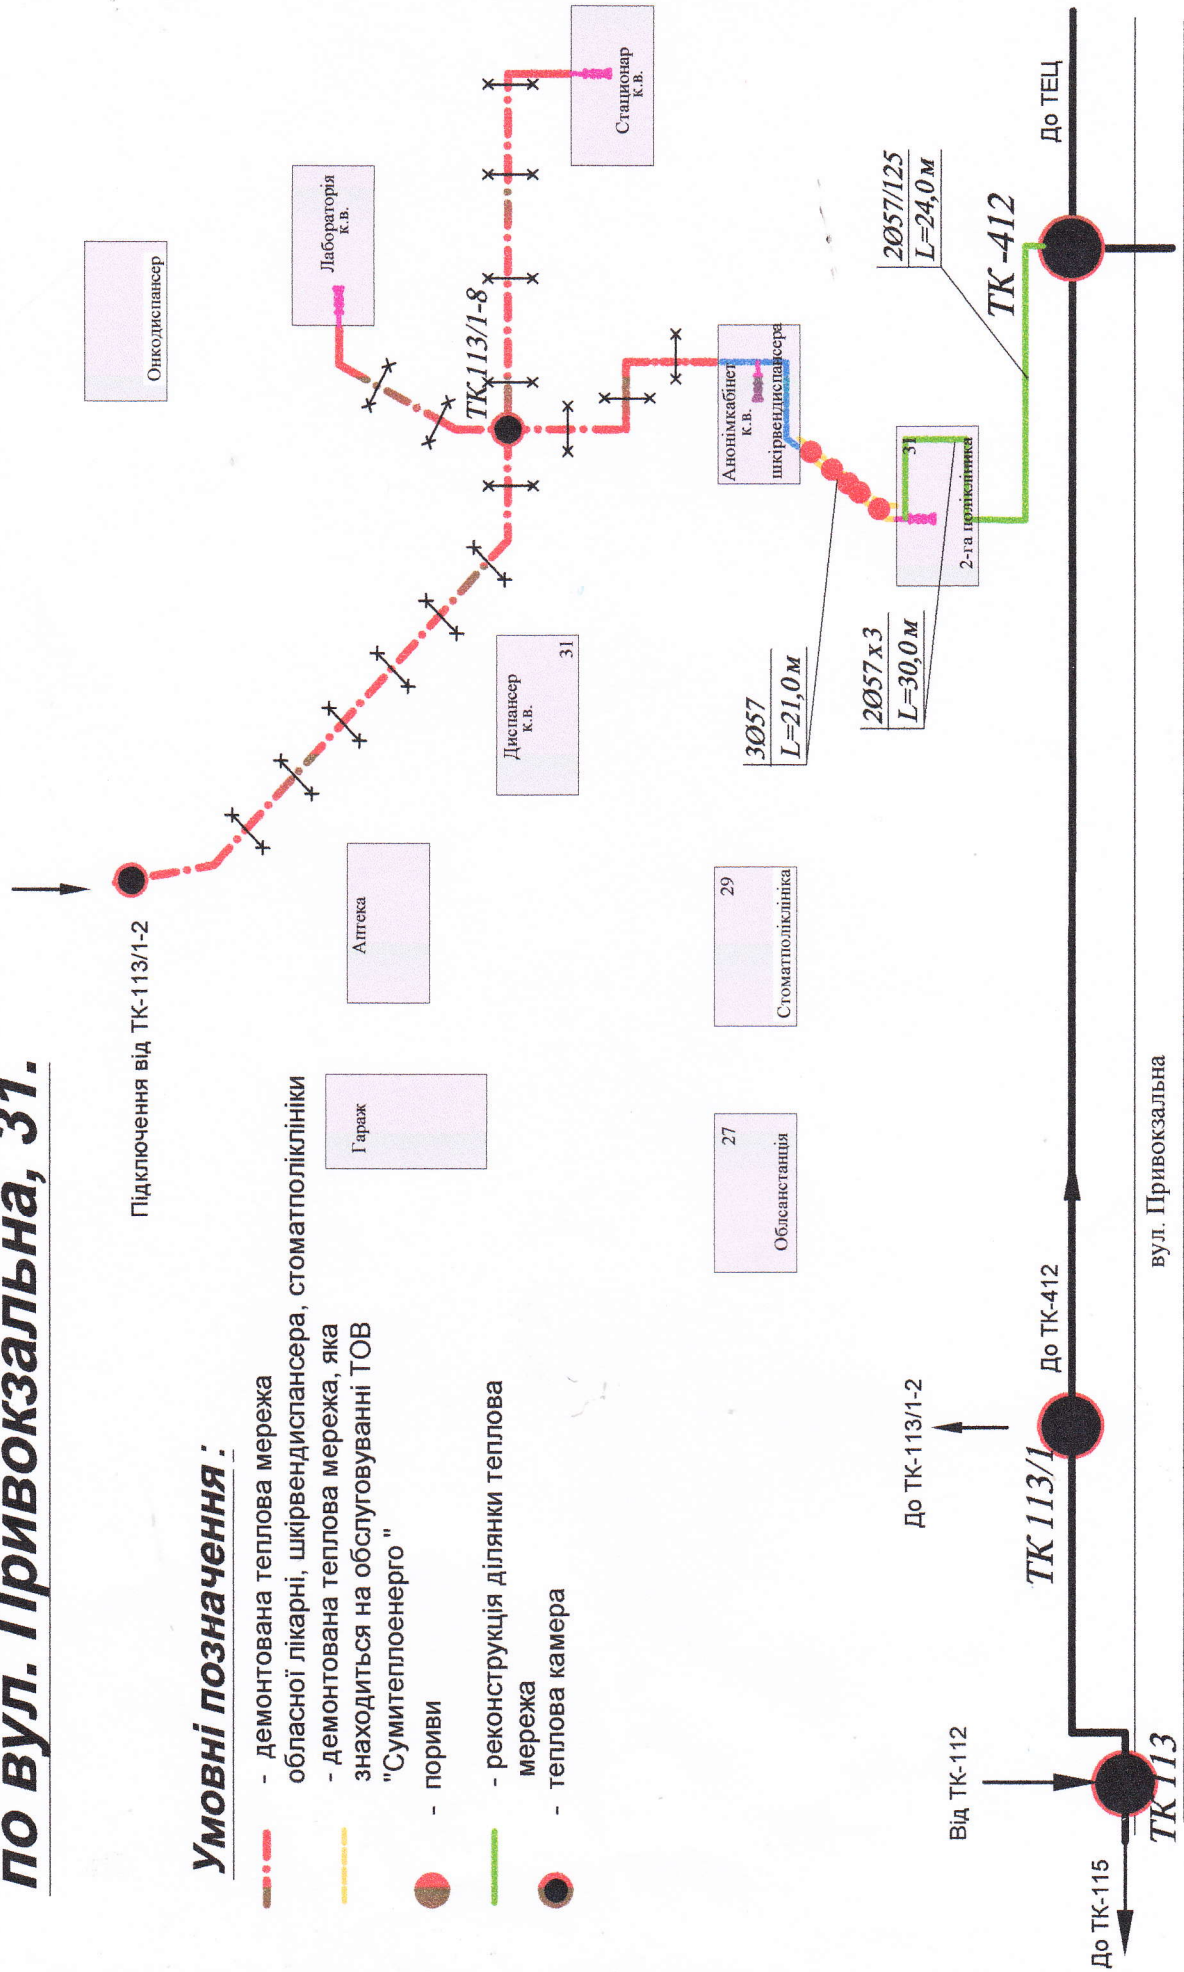 по вул. Привокзальна, 31.
Умовні позначення :
- демонтована теплова мережа
обласної лікарні, шкірвендиспансера, стоматполіклініки
- демонтована теплова мережа, яка
знаходиться на обслуговуванні ТОВ
"Сумитеплоенерго "
- пориви
- реконструкція ділянки теплова
мережа
- теплова камера
Підключення від ТК-113/1-2
Онкодиспансер
Лабораторія
к.в.
Стационар
к.в.
ТК 113/1-8
Аптека
Гараж
Диспансер
к.в.
31
Анонімкабінет
к.в.
шкірвендиспансера
29
Стоматполіклініка
27
Облсанстанція
31
2-га поліклініка
3Ø57
L=21,0м
2Ø57х3
L=30,0м
2Ø57/125
L=24,0м
ТК -412
До ТЕЦ
До ТК-113/1-2
ТК 113/1
До ТК-412
Від ТК-112
ТК 113
До ТК-115
вул. Привокзальна